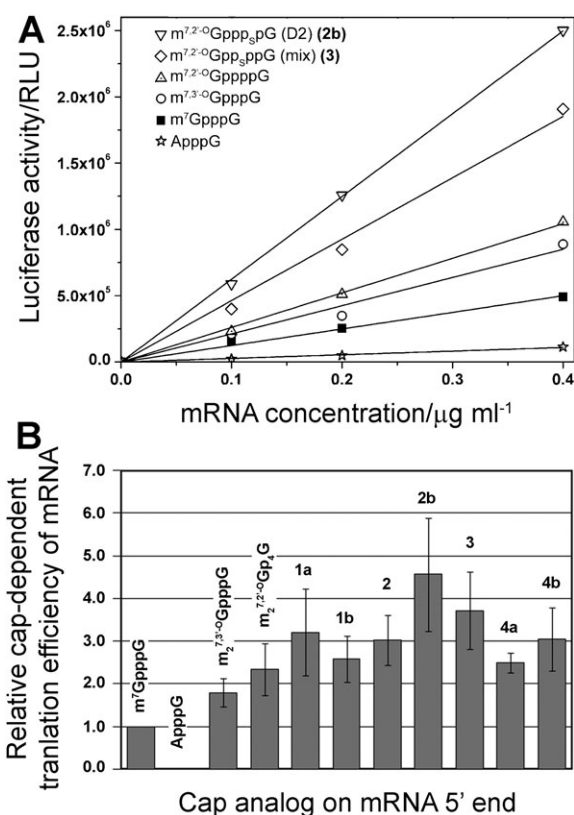 A
m⁷,²'⁻ᴼGpppₛpG (D2) (2b)
m⁷,²'⁻ᴼGppₛppG (mix) (3)
m⁷,²'⁻ᴼGppppG
m⁷,³'⁻ᴼGpppG
m⁷GpppG
ApppG
Luciferase activity/RLU
2.5x10⁶
2.0x10⁶
1.5x10⁶
1.0x10⁶
5.0x10⁵
0.0
0.0 0.1 0.2 0.3 0.4
mRNA concentration/μg ml⁻¹
B
Relative cap-dependent
tranlation efficiency of mRNA
7.0
6.0
5.0
4.0
3.0
2.0
1.0
0.0
m⁷GpppG
ApppG
m₂⁷,³'⁻ᴼGpppG
m₂⁷,²'⁻ᴼGp₄G
1a
1b
2
2b
3
4a
4b
Cap analog on mRNA 5' end